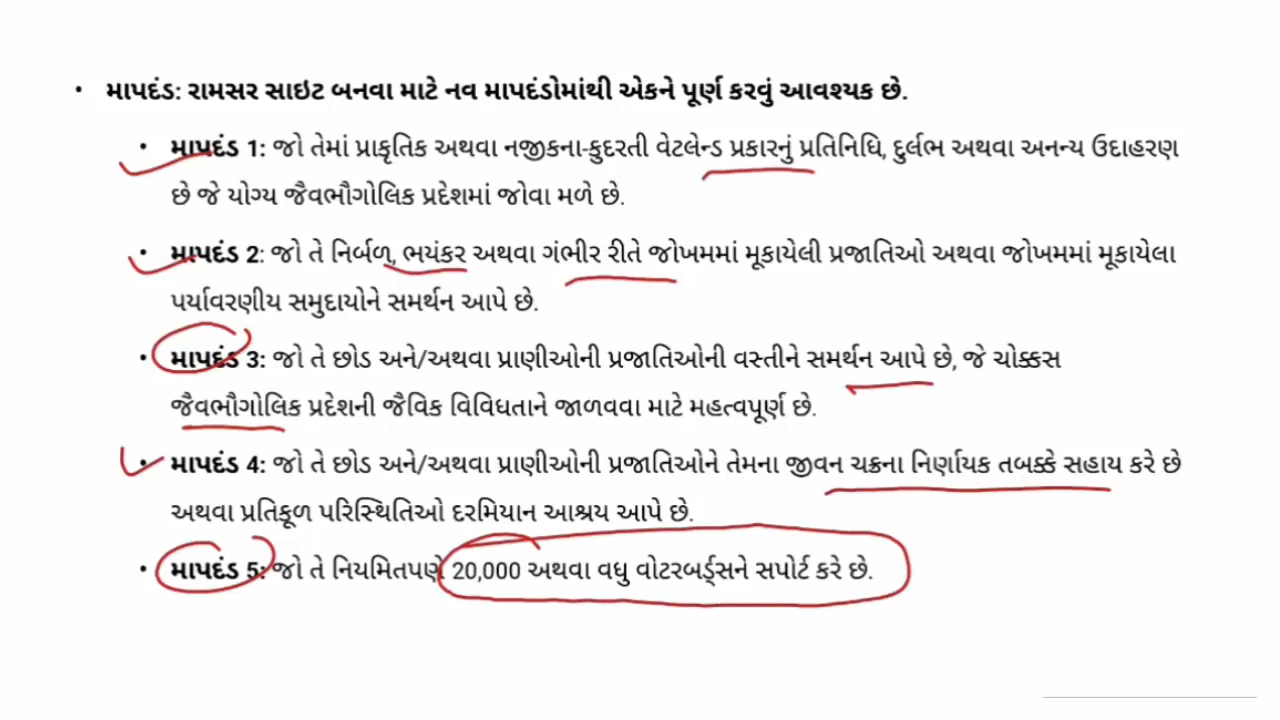 • માપદંડ: રામસર સાઇટ બનવા માટે નવ માપદંડોમાંથી એકને પૂર્ણ કરવું આવશ્યક છે.
• માપદંડ 1: જો તેમાં પ્રાકૃતિક અથવા નજીકના-કુદરતી વેટલેન્ડ પ્રકારનું પ્રતિનિધિ, દુર્લભ અથવા અનન્ય ઉદાહરણ
છે જે યોગ્ય જૈવભૌગોલિક પ્રદેશમાં જોવા મળે છે.
• માપદંડ 2: જો તે નિર્બળ, ભયંકર અથવા ગંભીર રીતે જોખમમાં મૂકાયેલી પ્રજાતિઓ અથવા જોખમમાં મૂકાયેલા
પર્યાવરણીય સમુદાયોને સમર્થન આપે છે.
• માપદંડ 3: જો તે છોડ અને/અથવા પ્રાણીઓની પ્રજાતિઓની વસ્તીને સમર્થન આપે છે, જે ચોક્કસ
જૈવભૌગોલિક પ્રદેશની જૈવિક વિવિધતાને જાળવવા માટે મહત્વપૂર્ણ છે.
• માપદંડ 4: જો તે છોડ અને/અથવા પ્રાણીઓની પ્રજાતિઓને તેમના જીવન ચક્રના નિર્ણાયક તબક્કે સહાય કરે છે
અથવા પ્રતિકૂળ પરિસ્થિતિઓ દરમિયાન આશ્રય આપે છે.
• માપદંડ 5: જો તે નિયમિતપણે 20,000 અથવા વધુ વોટરબર્ડ્સને સપોર્ટ કરે છે.